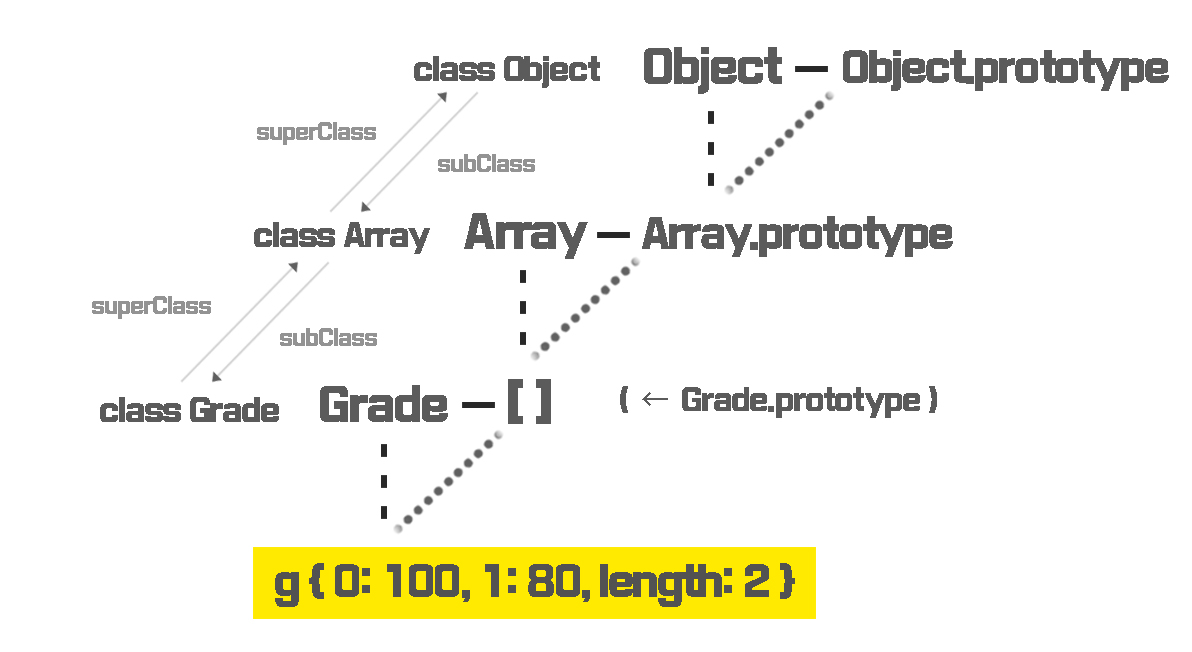 class Object Object — Object.prototype
superClass
subClass
class Array Array — Array.prototype
superClass
subClass
class Grade Grade — [ ] ( ← Grade.prototype )
g { 0: 100, 1: 80, length: 2 }